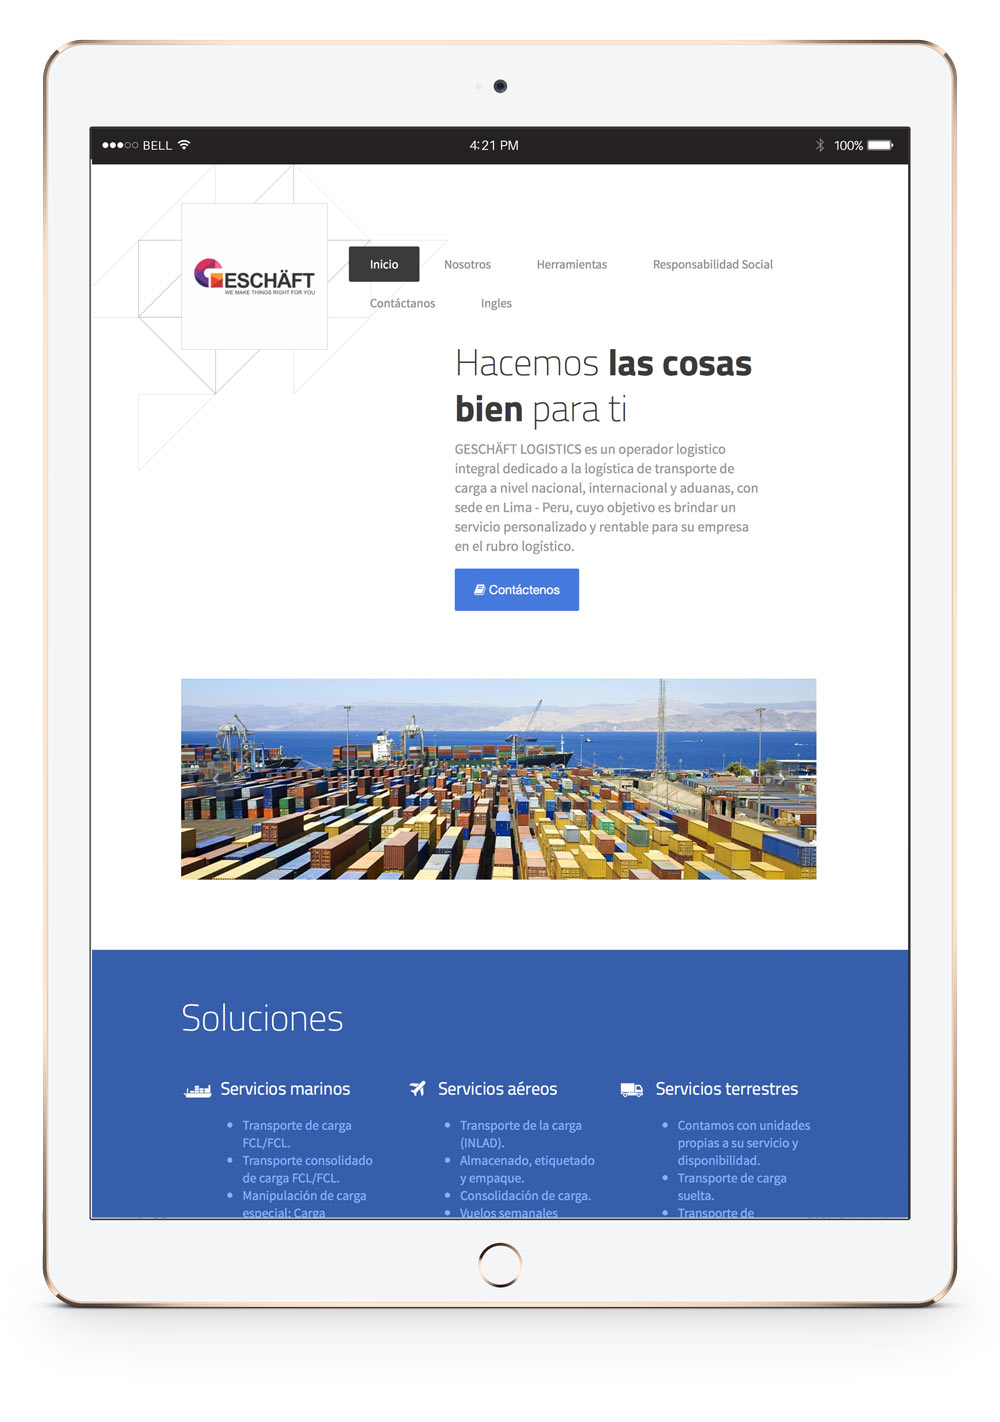 BELL
4:21 PM
100%
GESCHÄFT
WE MAKE THINGS RIGHT FOR YOU
Inicio Nosotros Herramientas Responsabilidad Social
Contáctanos Ingles
Hacemos las cosas
bien para ti
GESCHÄFT LOGISTICS es un operador logistico
integral dedicado a la logística de transporte de
carga a nivel nacional, internacional y aduanas, con
sede en Lima - Peru, cuyo objetivo es brindar un
servicio personalizado y rentable para su empresa
en el rubro logístico.
Contáctenos
Soluciones
Servicios marinos
Transporte de carga
FCL/FCL.
Transporte consolidado
de carga FCL/FCL.
Manipulación de carga
especial: Carga
Servicios aéreos
Transporte de la carga
(INLAD).
Almacenado, etiquetado
y empaque.
Consolidación de carga.
Vuelos semanales
Servicios terrestres
Contamos con unidades
propias a su servicio y
disponibilidad.
Transporte de carga
suelta.
Transporte de